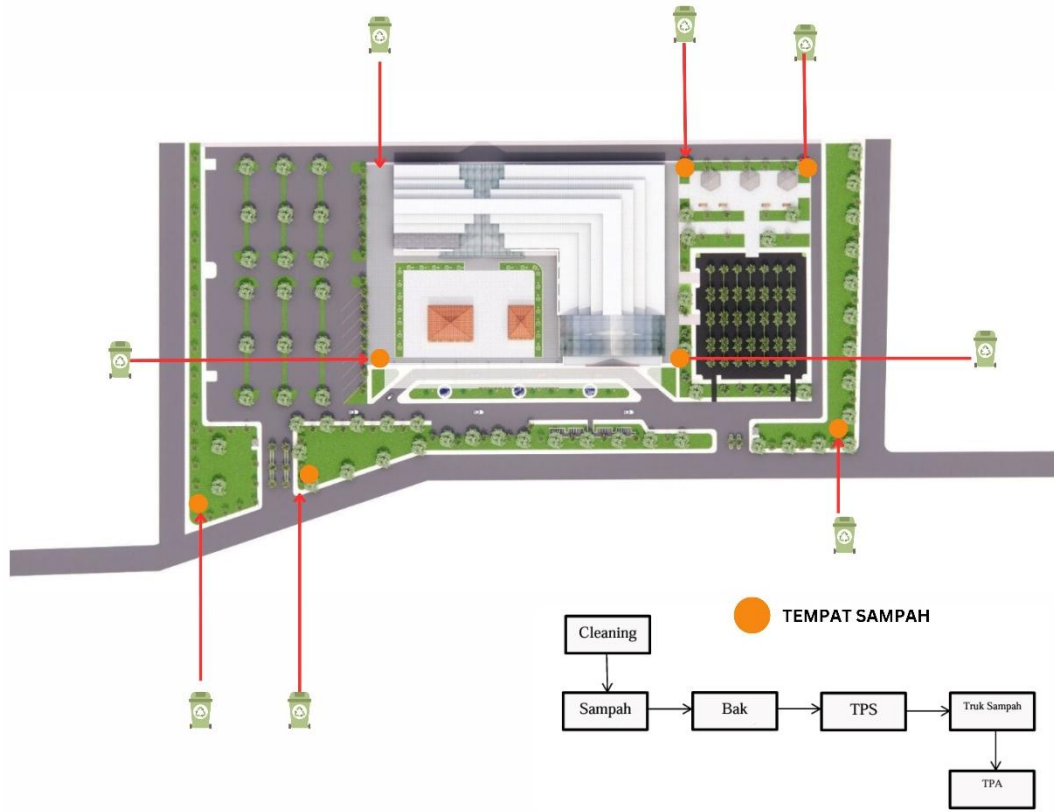 TEMPAT SAMPAH
Cleaning
Sampah
Bak
TPS
Truk Sampah
TPA